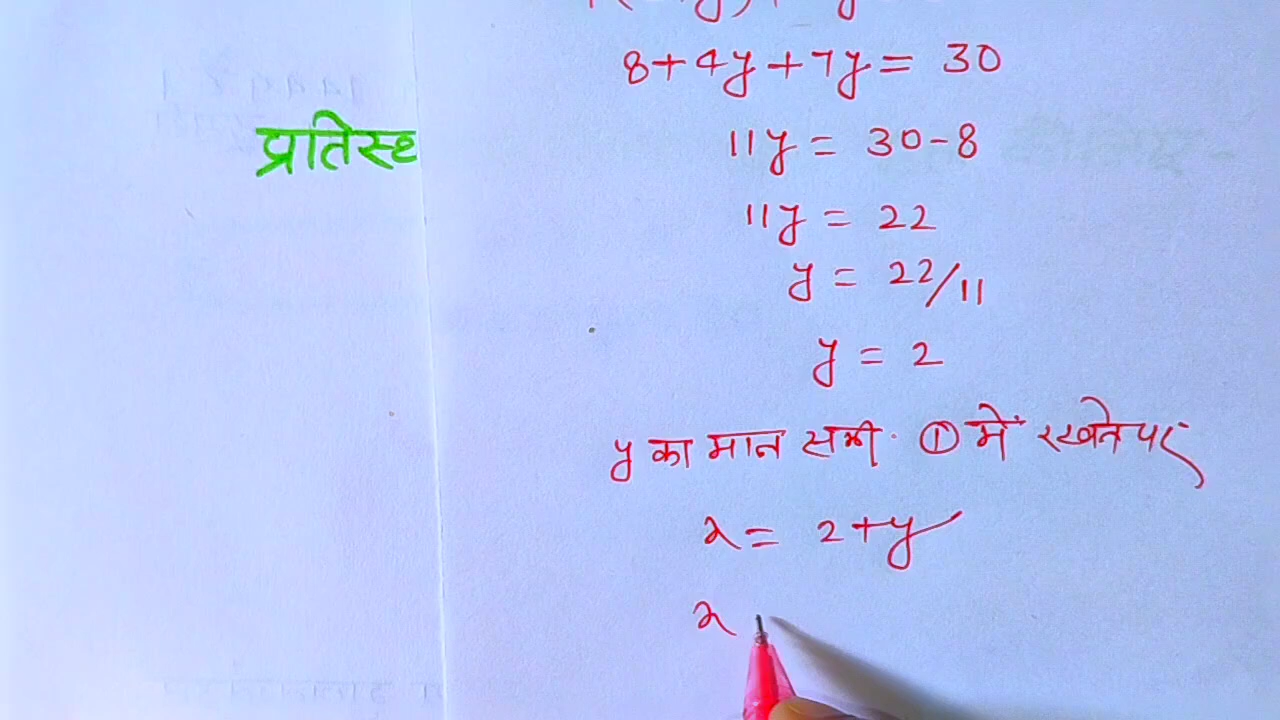 8+4y+7y= 30
प्रतिस्थ
11y = 30-8
11y = 22
y = 22/11
y = 2
y का मान समी. ① में रखने पर
x = 2+y
x